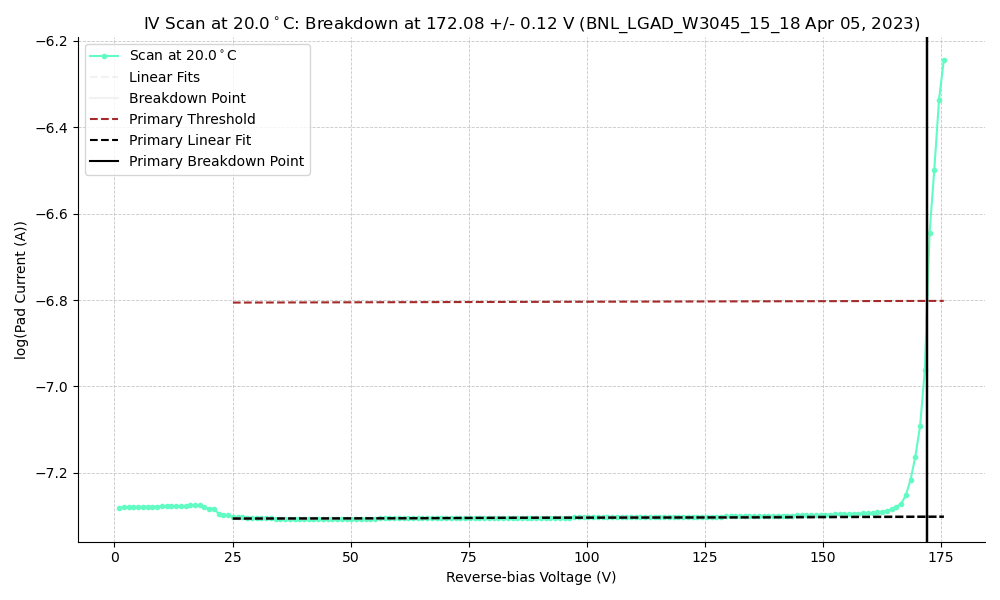 IV Scan at 20.0°C: Breakdown at 172.08 +/- 0.12 V (BNL_LGAD_W3045_15_18 Apr 05, 2023)
Scan at 20.0°C
Linear Fits
Breakdown Point
Primary Threshold
Primary Linear Fit
Primary Breakdown Point
log(Pad Current (A))
−6.2
−6.4
−6.6
−6.8
−7.0
−7.2
0 25 50 75 100 125 150 175
Reverse-bias Voltage (V)